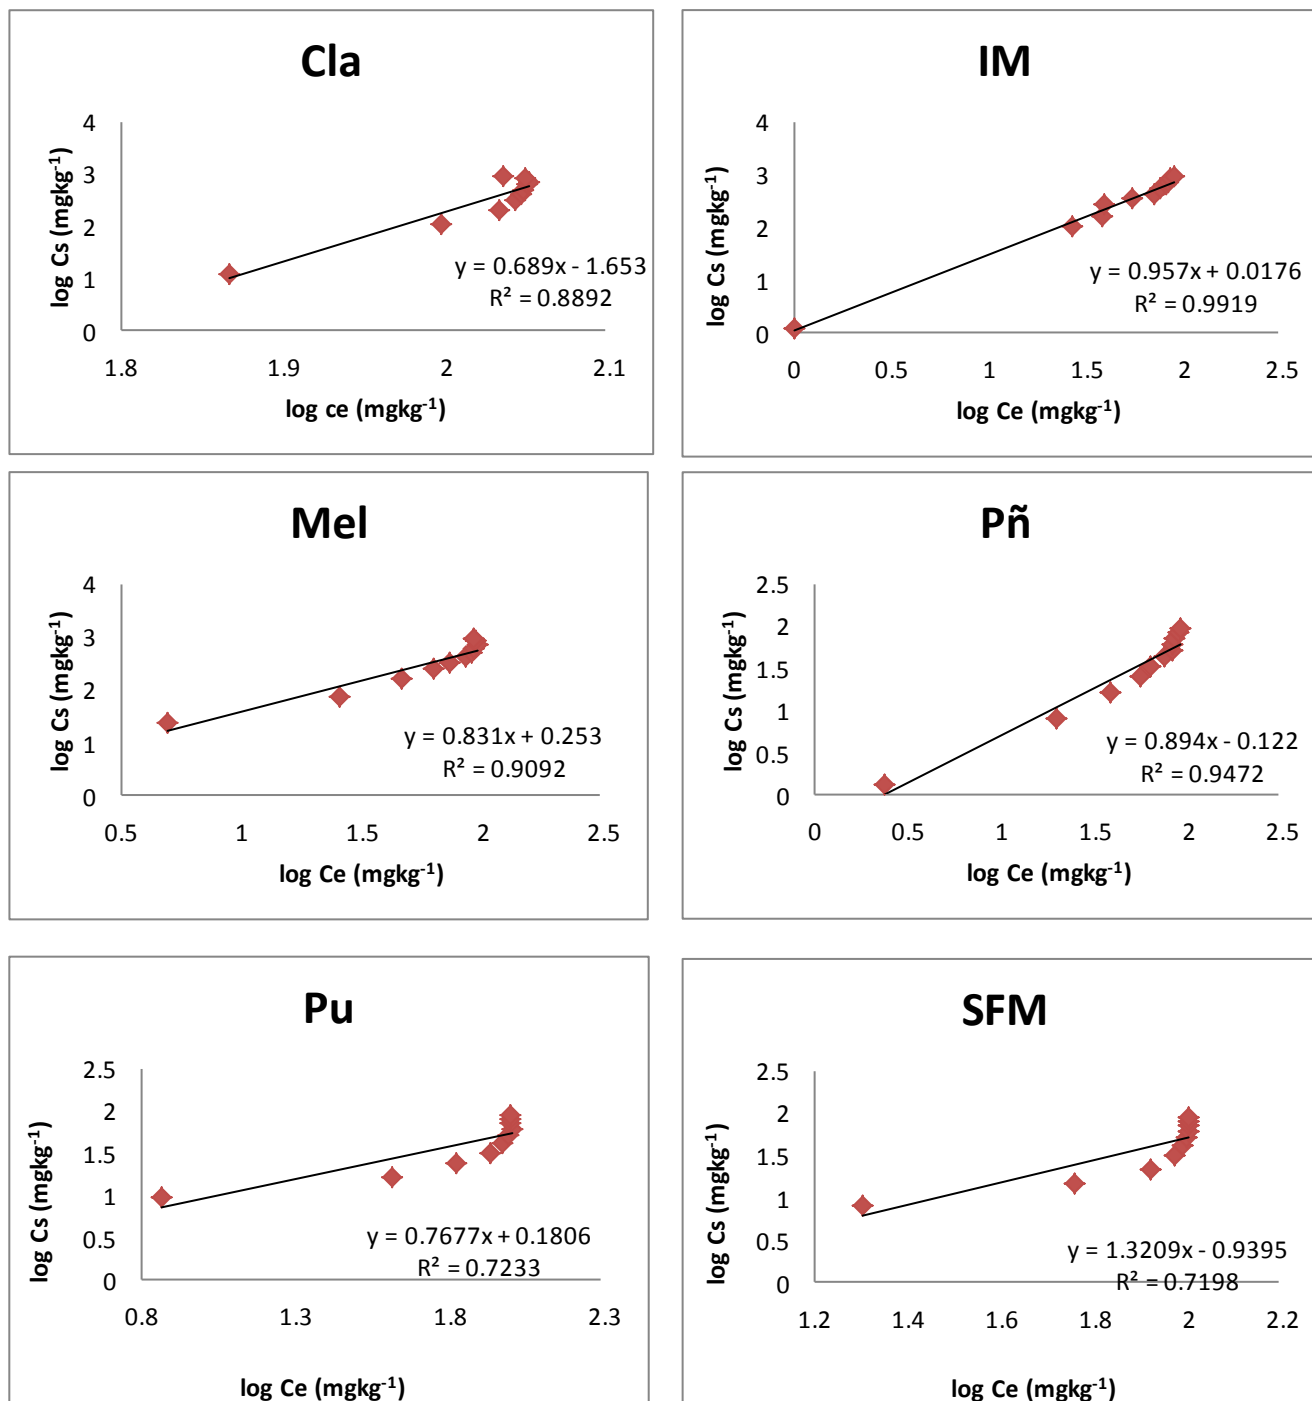 Cla
log Cs (mgkg⁻¹)
4
3
2
1
0
y = 0.689x - 1.653
R² = 0.8892
1.8 1.9 2 2.1
log ce (mgkg⁻¹)
IM
log Cs (mgkg⁻¹)
4
3
2
1
0
y = 0.957x + 0.0176
R² = 0.9919
0 0.5 1 1.5 2 2.5
log Ce (mgkg⁻¹)
Mel
log Cs (mgkg⁻¹)
4
3
2
1
0
y = 0.831x + 0.253
R² = 0.9092
0.5 1 1.5 2 2.5
log Ce (mgkg⁻¹)
Pñ
log Cs (mgkg⁻¹)
2.5
2
1.5
1
0.5
0
y = 0.894x - 0.122
R² = 0.9472
0 0.5 1 1.5 2 2.5
log Ce (mgkg⁻¹)
Pu
log Cs (mgkg⁻¹)
2.5
2
1.5
1
0.5
0
y = 0.7677x + 0.1806
R² = 0.7233
0.8 1.3 1.8 2.3
log Ce (mgkg⁻¹)
SFM
log Cs (mgkg⁻¹)
2.5
2
1.5
1
0.5
0
y = 1.3209x - 0.9395
R² = 0.7198
1.2 1.4 1.6 1.8 2 2.2
log Ce (mgkg⁻¹)